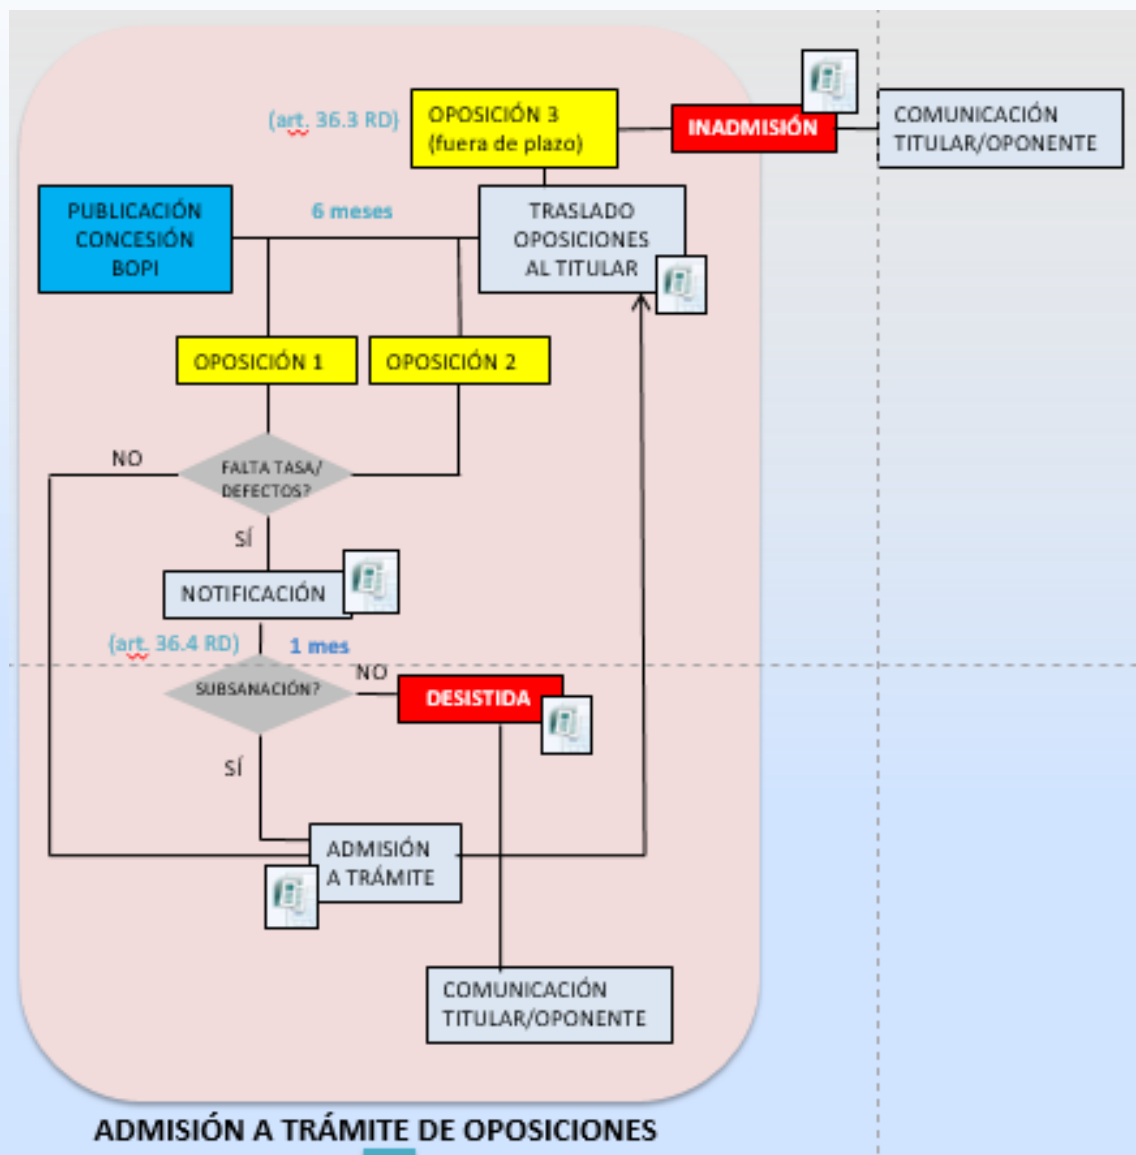 (art. 36.3 RD)
OPOSICIÓN 3
(fuera de plazo)
INADMISIÓN
COMUNICACIÓN
TITULAR/OPONENTE
PUBLICACIÓN
CONCESIÓN
BOPI
6 meses
TRASLADO
OPOSICIONES
AL TITULAR
OPOSICIÓN 1
OPOSICIÓN 2
NO
FALTA TASA/
DEFECTOS?
SÍ
NOTIFICACIÓN
(art. 36.4 RD)
1 mes
SUBSANACIÓN?
NO
DESISTIDA
SÍ
ADMISIÓN
A TRÁMITE
COMUNICACIÓN
TITULAR/OPONENTE
ADMISIÓN A TRÁMITE DE OPOSICIONES